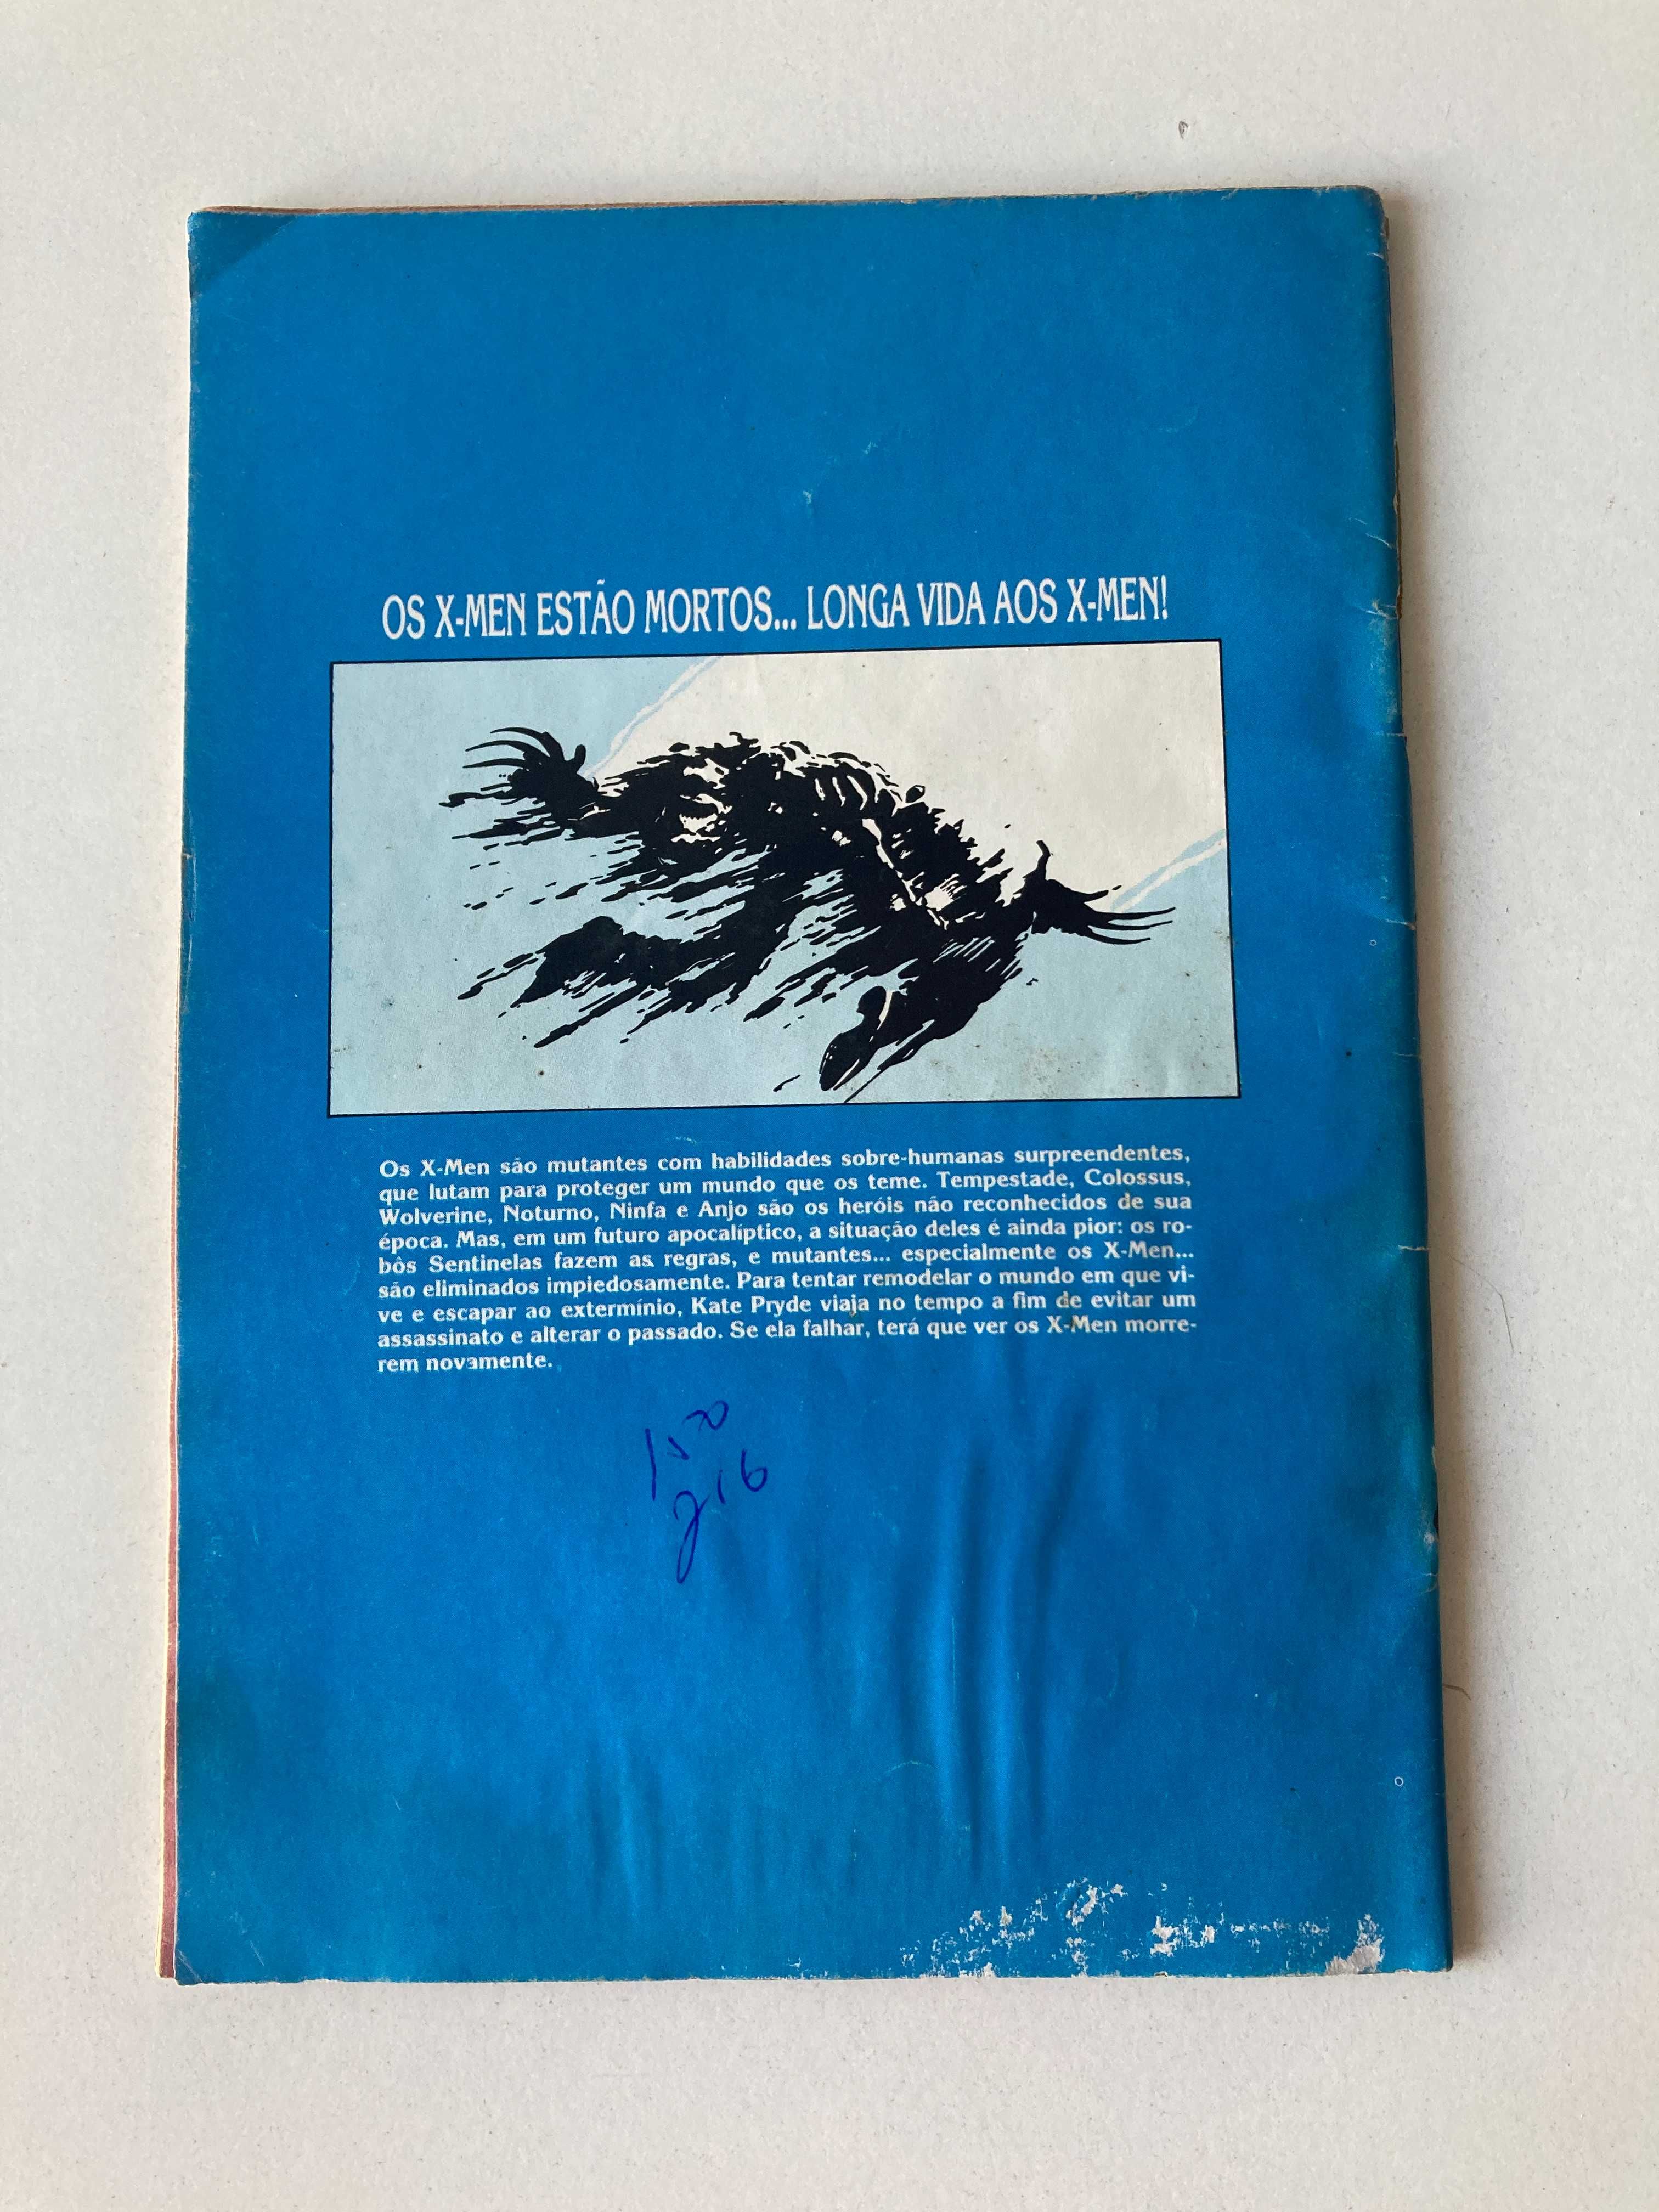 OS X-MEN ESTÃO MORTOS... LONGA VIDA AOS X-MEN!
Os X-Men são mutantes com habilidades sobre-humanas surpreendentes,
que lutam para proteger um mundo que os teme. Tempestade, Colossus,
Wolverine, Noturno, Ninfa e Anjo são os heróis não reconhecidos de sua
época. Mas, em um futuro apocalíptico, a situação deles é ainda pior: os ro-
bôs Sentinelas fazem as regras, e mutantes... especialmente os X-Men...
são eliminados impiedosamente. Para tentar remodelar o mundo em que vi-
ve e escapar ao extermínio, Kate Pryde viaja no tempo a fim de evitar um
assassinato e alterar o passado. Se ela falhar, terá que ver os X-Men morre-
rem novamente.